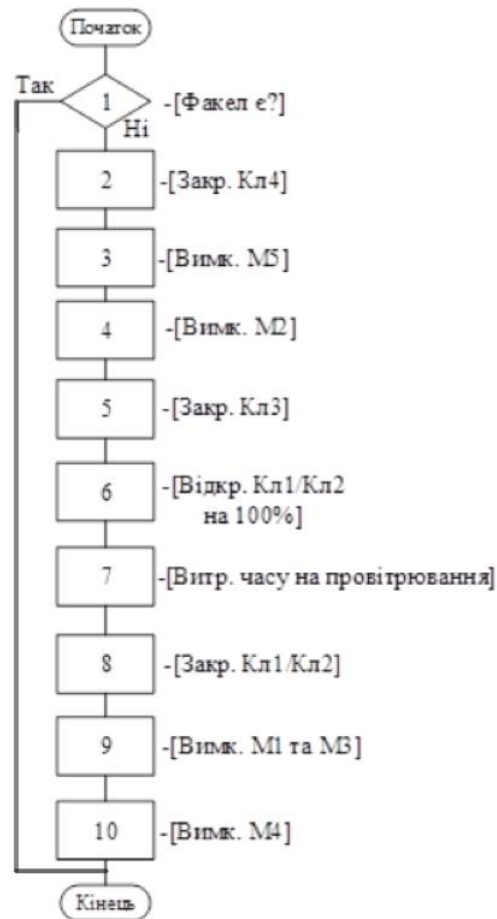 Початок
Так
1 -[Факел є?]
Ні
2 -[Закр. Кл4]
3 -[Вимк. М5]
4 -[Вимк. М2]
5 -[Закр. Кл3]
6 -[Відкр. Кл1/Кл2
на 100%]
7 -[Витр. часу на провітрювання]
8 -[Закр. Кл1/Кл2]
9 -[Вимк. М1 та М3]
10 -[Вимк. М4]
Кінець